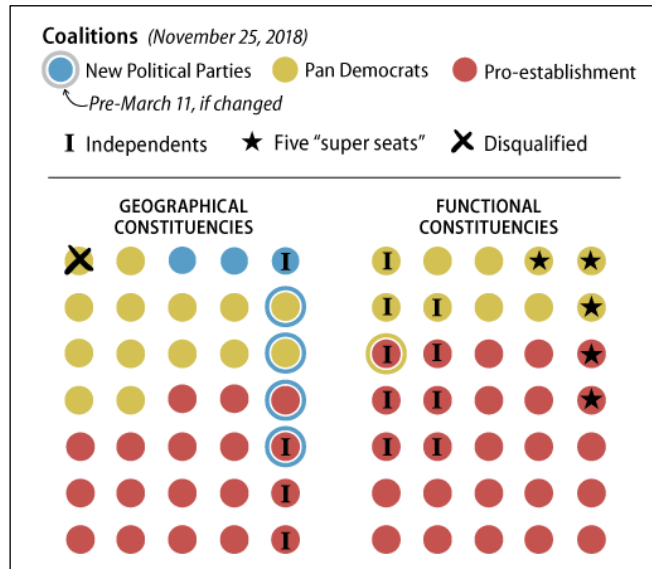 Coalitions (November 25, 2018)
New Political Parties Pan Democrats Pro-establishment
Pre-March 11, if changed
I Independents ★ Five "super seats" ✗ Disqualified
GEOGRAPHICAL CONSTITUENCIES
FUNCTIONAL CONSTITUENCIES
I I
I I
I I
I I
I I I
I
I